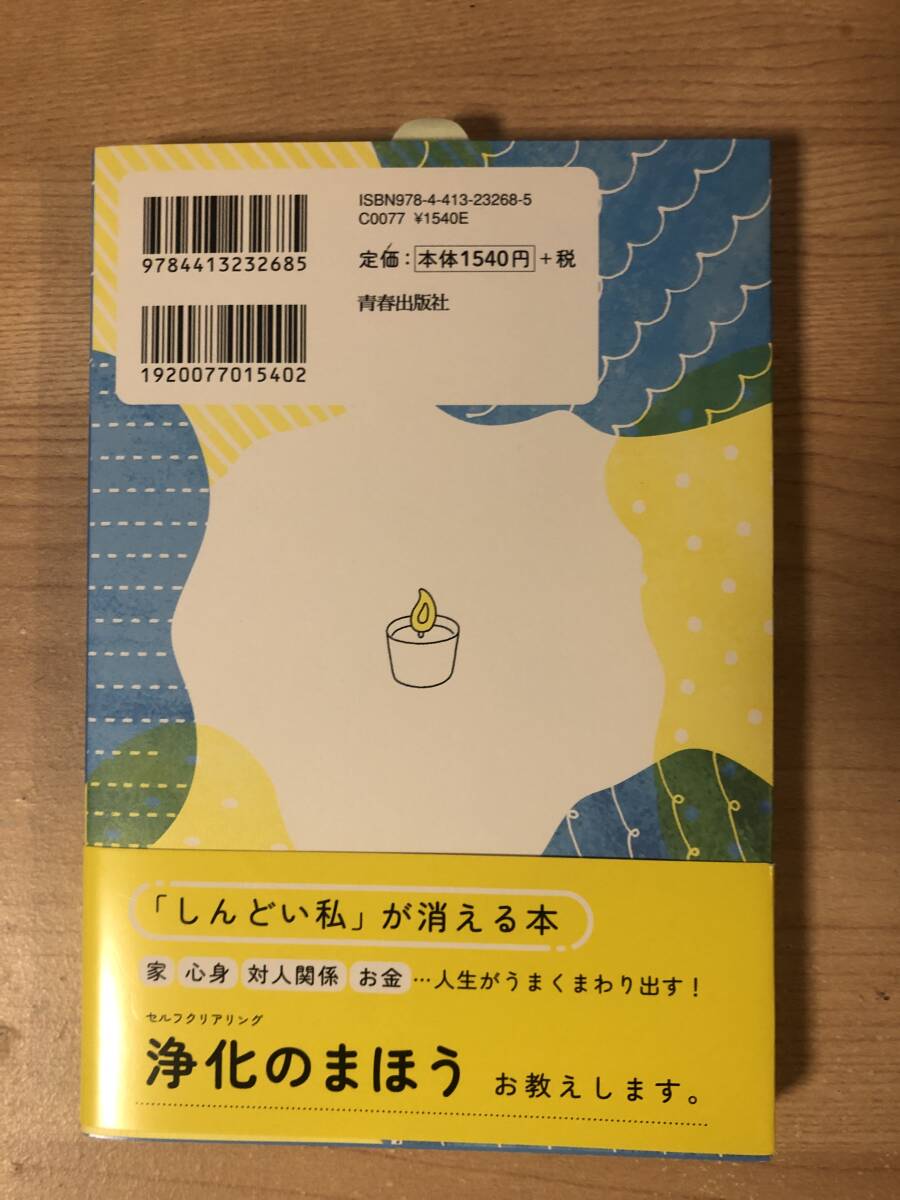 ISBN978-4-413-23268-5
C0077 ¥1540E
9784413232685
定価：本体1540円＋税
青春出版社
1920077015402
「しんどい私」が消える本
家 心身 対人関係 お金…人生がうまくまわり出す！
セルフクリアリング
浄化のまほう お教えします。